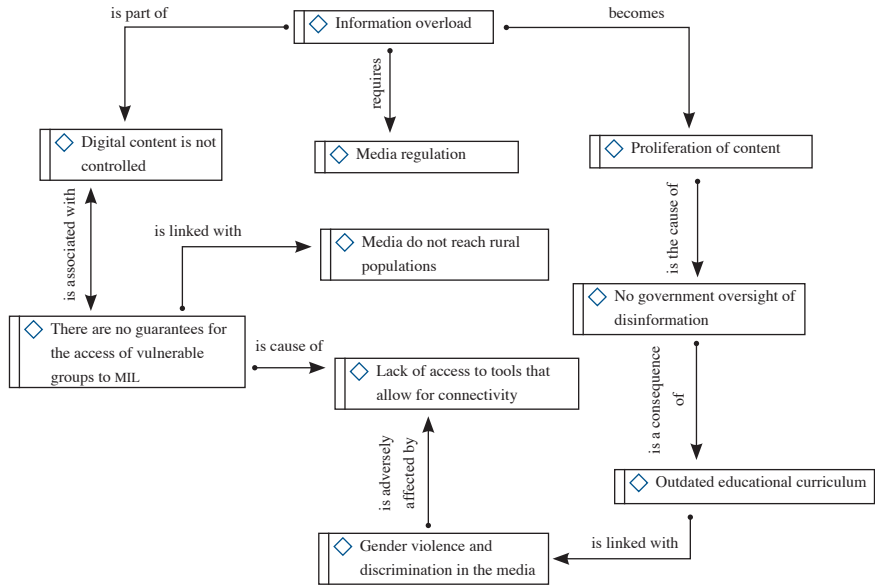 is part of
Information overload
becomes
requires
Digital content is not
controlled
Media regulation
Proliferation of content
is associated with
is linked with
Media do not reach rural
populations
is the cause of
There are no guarantees for
the access of vulnerable
groups to MIL
No government oversight of
disinformation
is cause of
Lack of access to tools that
allow for connectivity
is a consequence
of
is adversely
affected by
Outdated educational curriculum
Gender violence and
discrimination in the media
is linked with